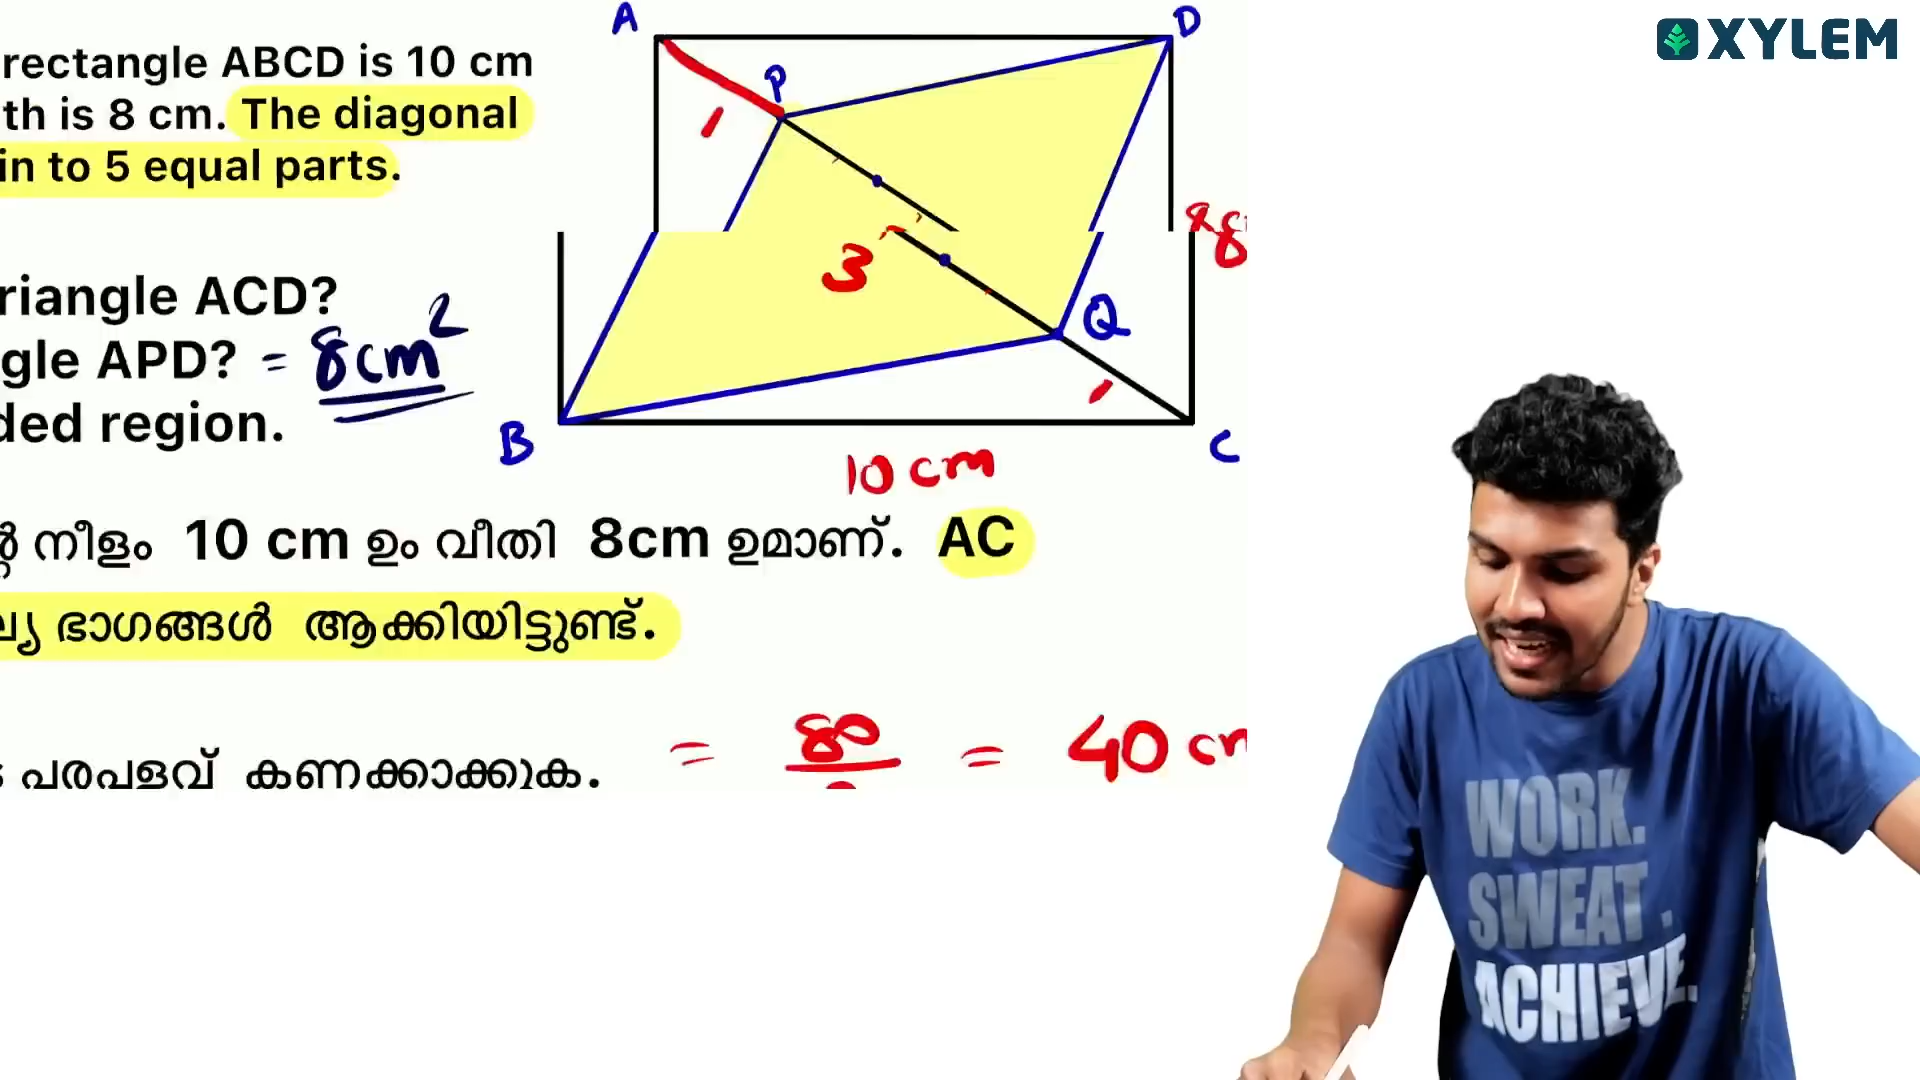 XYLEM
rectangle ABCD is 10 cm
th is 8 cm. The diagonal
in to 5 equal parts.
riangle ACD?
gle APD? = 8cm²
ded region.
A
D
P
1
3
Q
1
B
C
10 cm
നീളം 10 cm ഉം വീതി 8cm ഉമാണ്. AC
ല്യ ഭാഗങ്ങൾ ആക്കിയിട്ടുണ്ട്.
പരപ്പളവ് കണക്കാക്കുക.
= 80 = 40 cm
WORK.
SWEAT.
ACHIEVE.